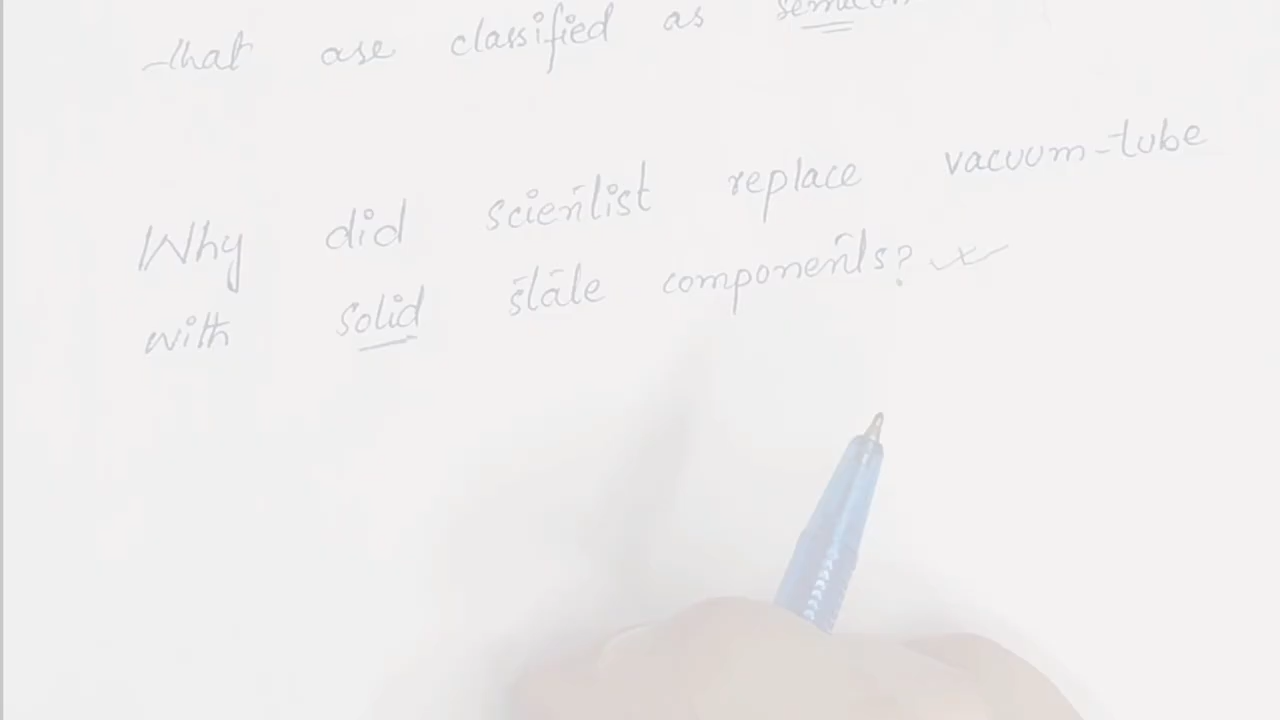 that are classified as
Why did scientist replace vacuum-tube
with solid state components?